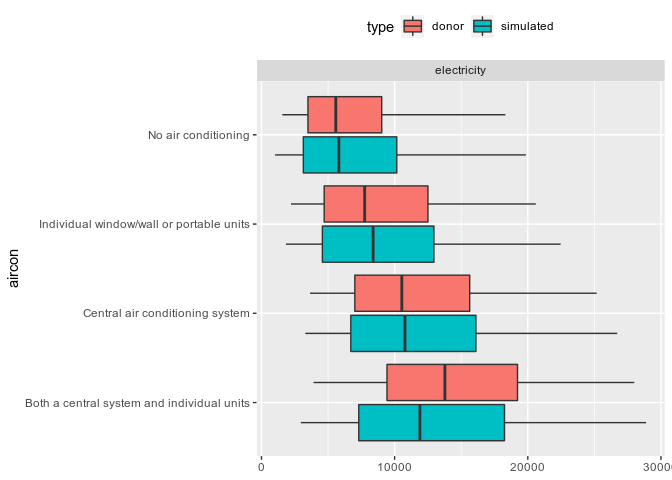 type donor simulated
electricity
No air conditioning
Individual window/wall or portable units
Central air conditioning system
Both a central system and individual units
aircon
0 10000 20000 3000